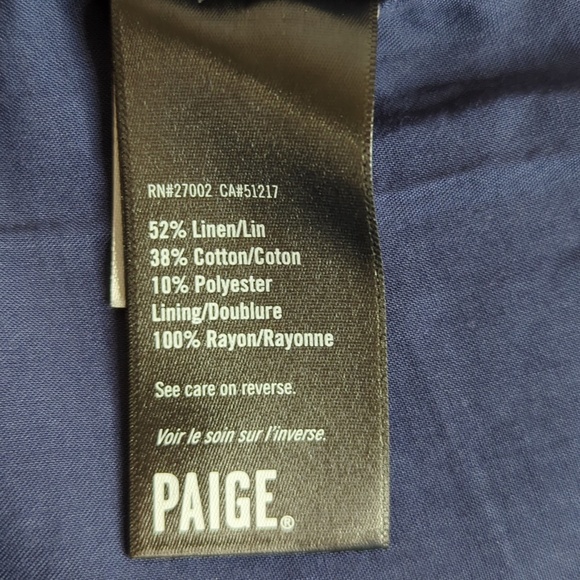 RN#27002 CA#51217
52% Linen/Lin
38% Cotton/Coton
10% Polyester
Lining/Doublure
100% Rayon/Rayonne
See care on reverse.
Voir le soin sur l'inverse.
PAIGE®